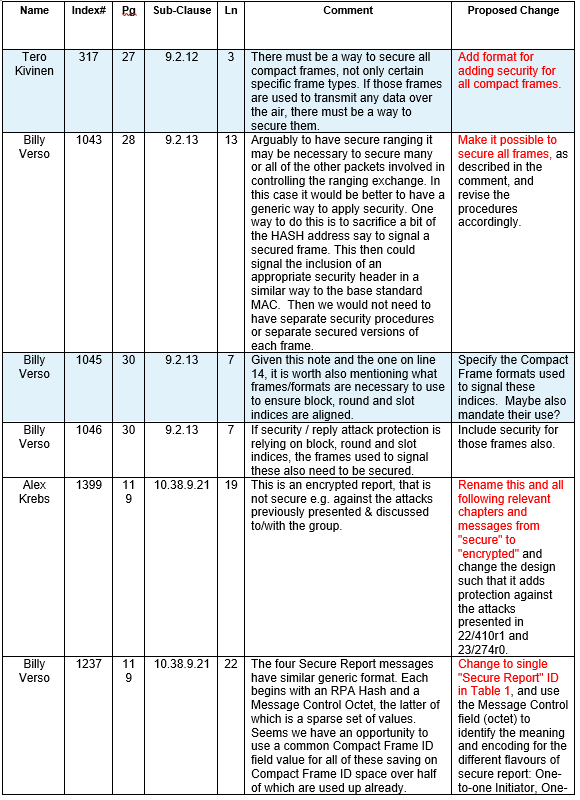 Name
Index#
Pg
Sub-Clause
Ln
Comment
Proposed Change
Tero
Kivinen
317
27
9.2.12
3
There must be a way to secure all
compact frames, not only certain
specific frame types. If those frames
are used to transmit any data over
the air, there must be a way to
secure them.
Add format for
adding security for
all compact frames.
Billy
Verso
1043
28
9.2.13
13
Arguably to have secure ranging it
may be necessary to secure many
or all of the other packets involved in
controlling the ranging exchange. In
this case it would be better to have a
generic way to apply security. One
way to do this is to sacrifice a bit of
the HASH address say to signal a
secured frame. This then could
signal the inclusion of an
appropriate security header in a
similar way to the base standard
MAC. Then we would not need to
have separate security procedures
or separate secured versions of
each frame.
Make it possible to
secure all frames, as
described in the
comment, and
revise the
procedures
accordingly.
Billy
Verso
1045
30
9.2.13
7
Given this note and the one on line
14, it is worth also mentioning what
frames/formats are necessary to use
to ensure block, round and slot
indices are aligned.
Specify the Compact
Frame formats used
to signal these
indices. Maybe also
mandate their use?
Billy
Verso
1046
30
9.2.13
7
If security / reply attack protection is
relying on block, round and slot
indices, the frames used to signal
these also need to be secured.
Include security for
those frames also.
Alex
Krebs
1399
11
9
10.38.9.21
19
This is an encrypted report, that is
not secure e.g. against the attacks
previously presented & discussed
to/with the group.
Rename this and all
following relevant
chapters and
messages from
"secure" to
"encrypted" and
change the design
such that it adds
protection against
the attacks
presented in
22/410r1 and
23/274r0.
Billy
Verso
1237
11
9
10.38.9.21
22
The four Secure Report messages
have similar generic format. Each
begins with an RPA Hash and a
Message Control Octet, the latter
of which is a sparse set of values.
Seems we have an opportunity to
use a common Compact Frame ID
field value for all of these saving on
Compact Frame ID space over half
of which are used up already.
Change to single
"Secure Report" ID
in Table 1, and use
the Message Control
field (octet) to
identify the meaning
and encoding for the
different flavours of
secure report: One-
to-one Initiator, One-